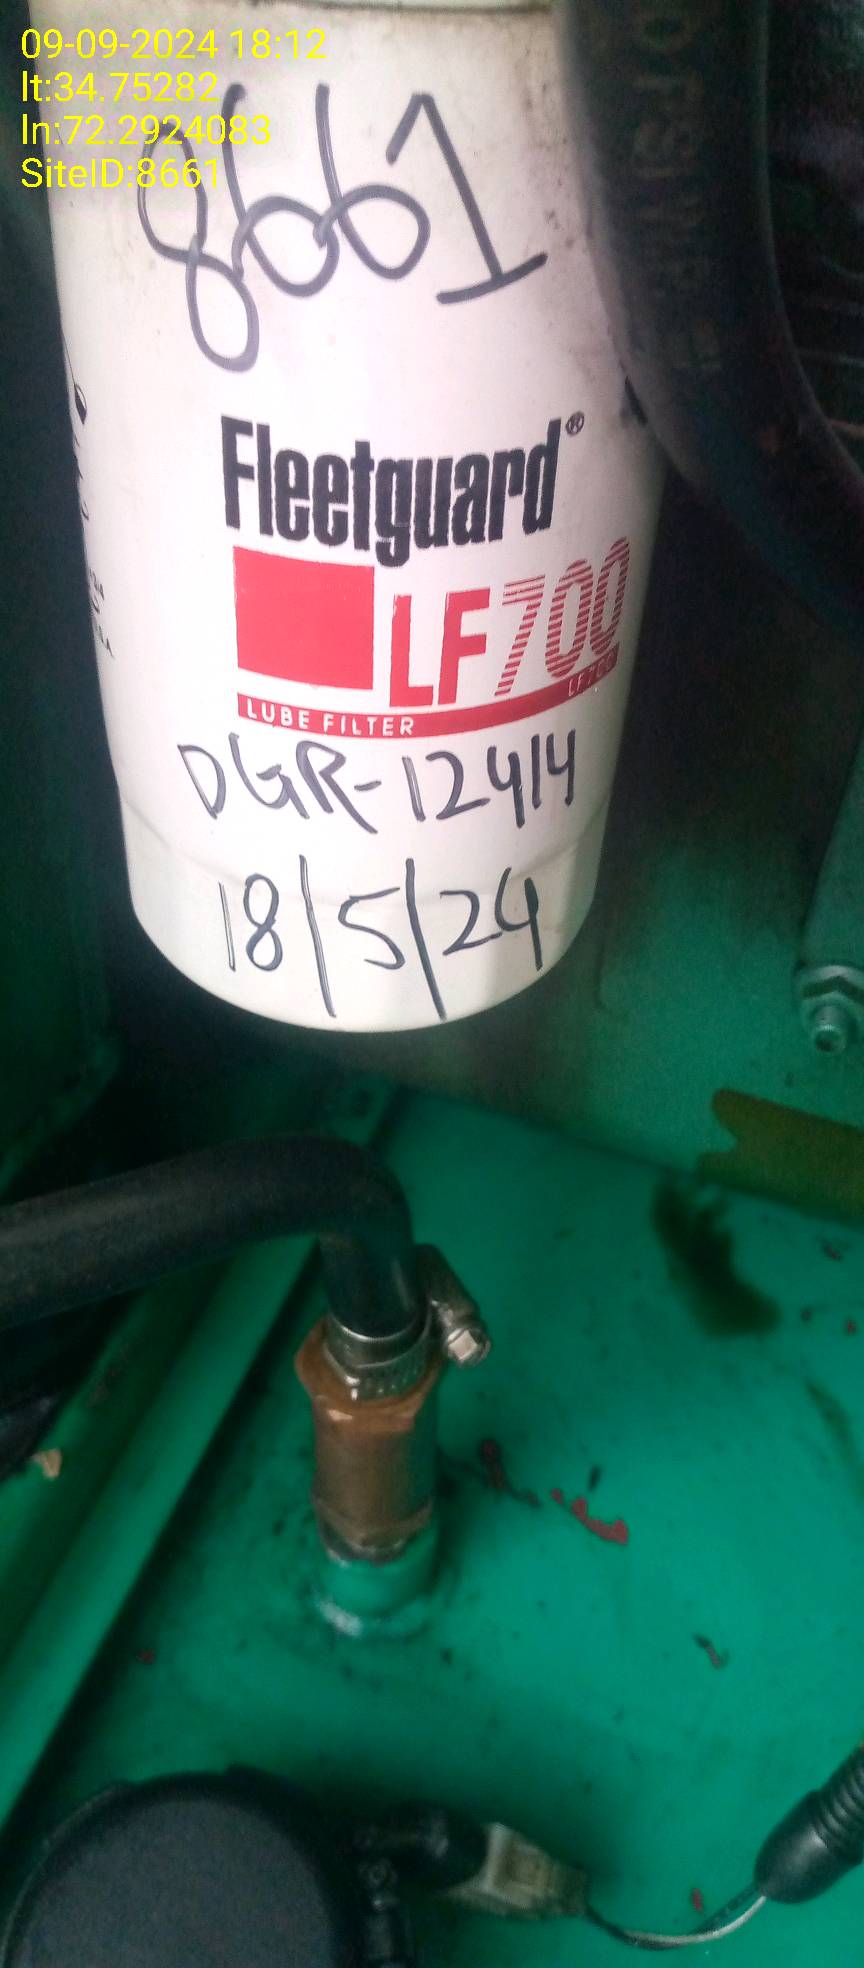 09-09-2024 18:12
lt:34.75282
ln:72.2924083
SiteID:8661
8661
Fleetguard®
LF700
LUBE FILTER LF700
DGR-12414
18/5/24